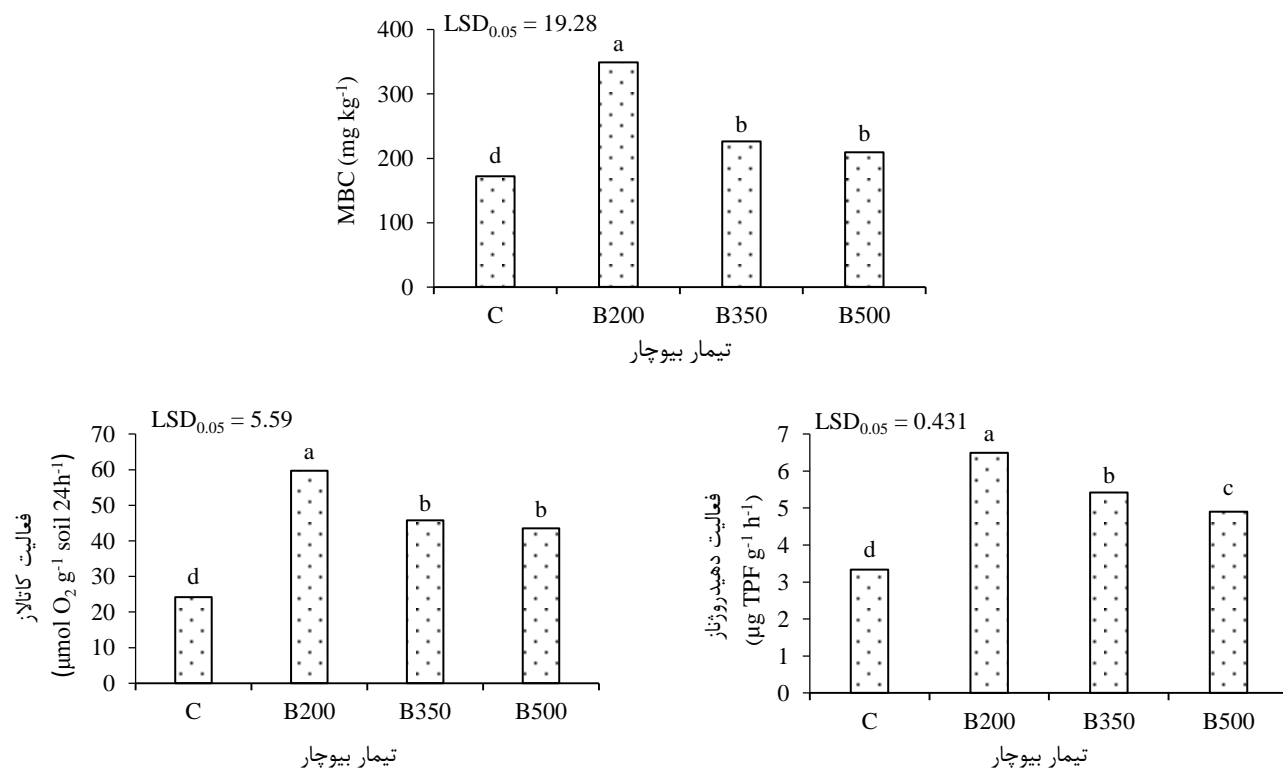 LSD0.05 = 19.28
MBC (mg kg-1)
400
300
200
100
0
d
a
b
b
C B200 B350 B500
تیمار بیوچار
LSD0.05 = 5.59
فعالیت کاتالاز
(µmol O2 g-1 soil 24h-1)
70
60
50
40
30
20
10
0
d
a
b
b
C B200 B350 B500
تیمار بیوچار
LSD0.05 = 0.431
فعالیت دهیدروژناز
(µg TPF g-1 h-1)
7
6
5
4
3
2
1
0
d
a
b
c
C B200 B350 B500
تیمار بیوچار